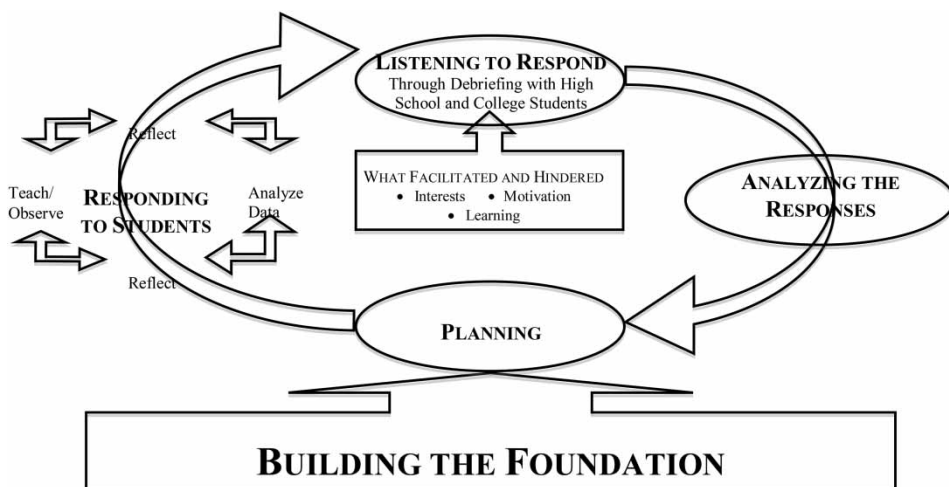 LISTENING TO RESPOND
Through Debriefing with High
School and College Students
Reflect
WHAT FACILITATED AND HINDERED
• Interests • Motivation
• Learning
Teach/
Observe
RESPONDING
TO STUDENTS
Analyze
Data
ANALYZING THE
RESPONSES
Reflect
PLANNING
BUILDING THE FOUNDATION